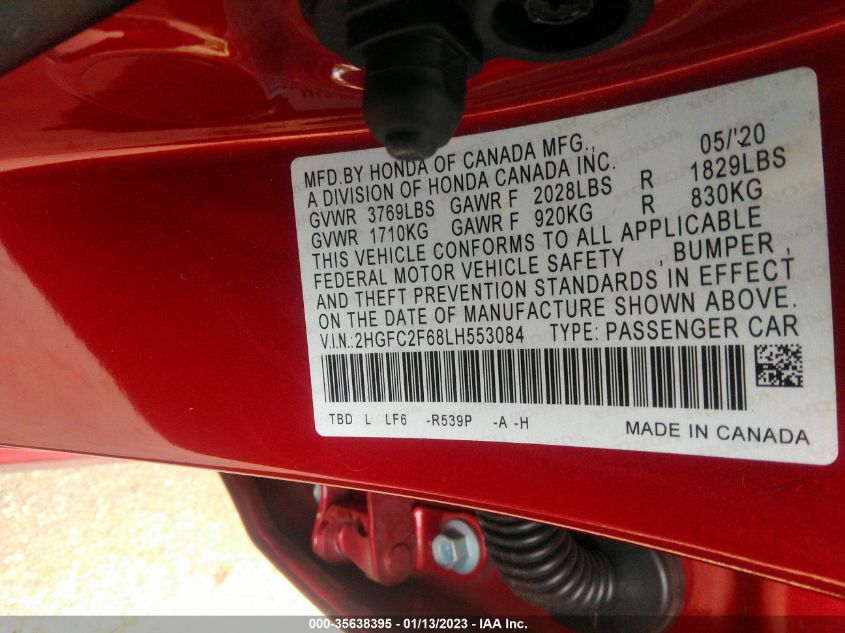 MFD.BY HONDA OF CANADA MFG., 05/'20
A DIVISION OF HONDA CANADA INC.
GVWR 3769LBS GAWR F 2028LBS R 1829LBS
GVWR 1710KG GAWR F 920KG R 830KG
THIS VEHICLE CONFORMS TO ALL APPLICABLE
FEDERAL MOTOR VEHICLE SAFETY , BUMPER ,
AND THEFT PREVENTION STANDARDS IN EFFECT
ON THE DATE OF MANUFACTURE SHOWN ABOVE.
V.I.N.:2HGFC2F68LH553084 TYPE: PASSENGER CAR
TBD L LF6 -R539P -A -H
MADE IN CANADA
000-35638395 - 01/13/2023 - IAA Inc.